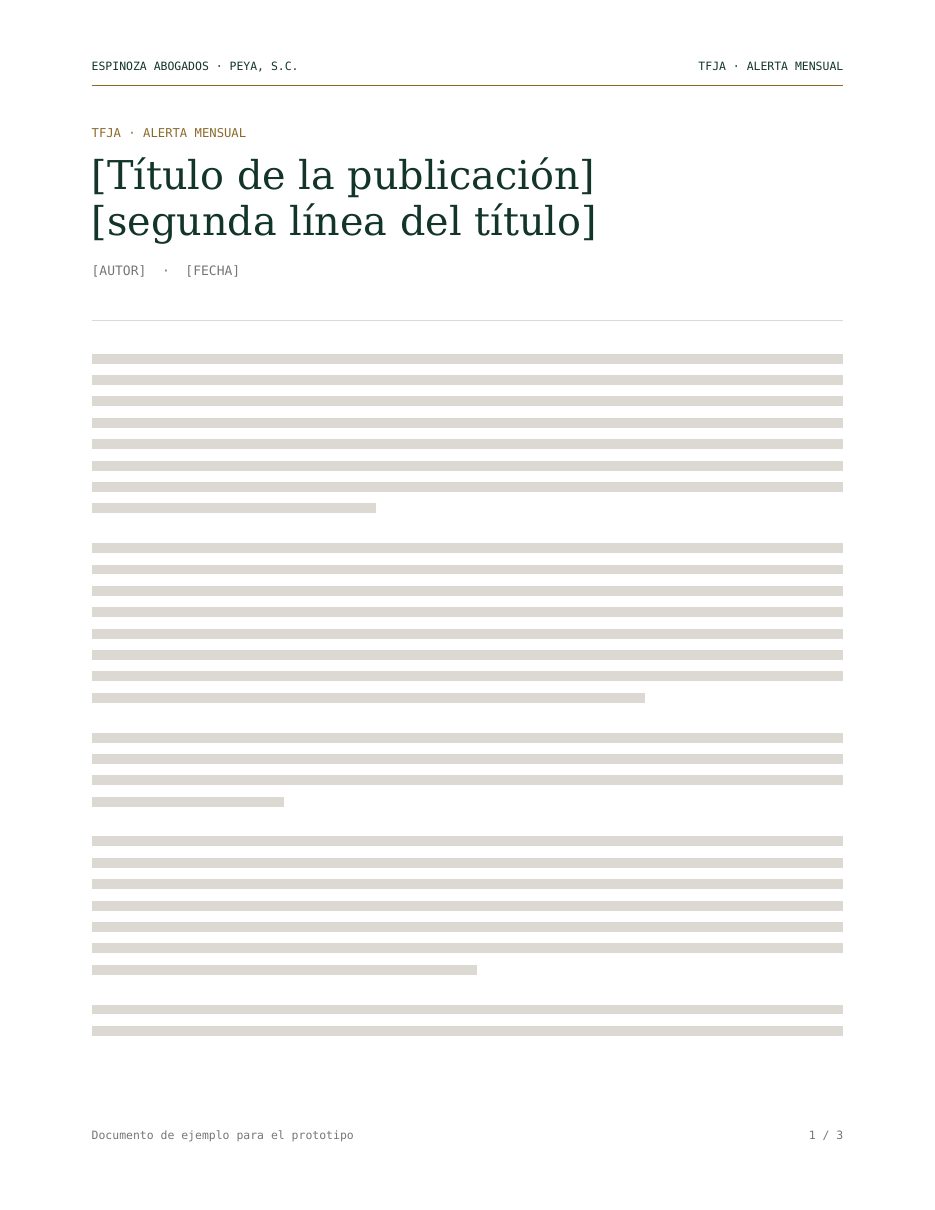 ESPINOZA ABOGADOS · PEYA, S.C. TFJA · ALERTA MENSUAL
TFJA · ALERTA MENSUAL
[Título de la publicación]
[segunda línea del título]
[AUTOR] · [FECHA]
Documento de ejemplo para el prototipo 1 / 3